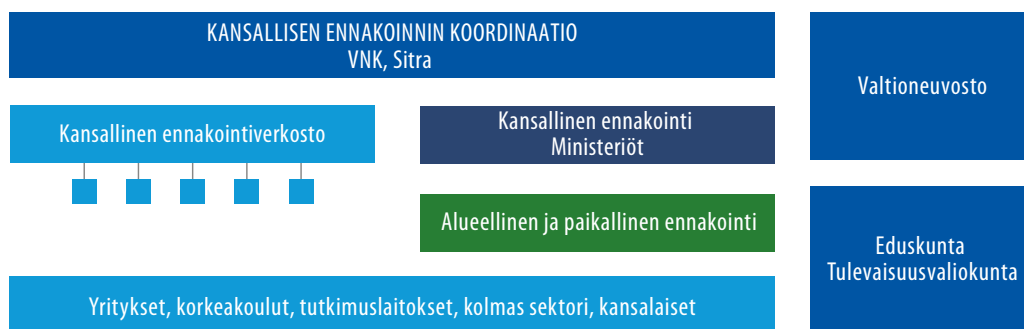 KANSALLISEN ENNAKOINNIN KOORDINAATIO
VNK, Sitra
Kansallinen ennakointiverkosto
Kansallinen ennakointi
Ministeriöt
Alueellinen ja paikallinen ennakointi
Yritykset, korkeakoulut, tutkimuslaitokset, kolmas sektori, kansalaiset
Valtioneuvosto
Eduskunta
Tulevaisuusvaliokunta